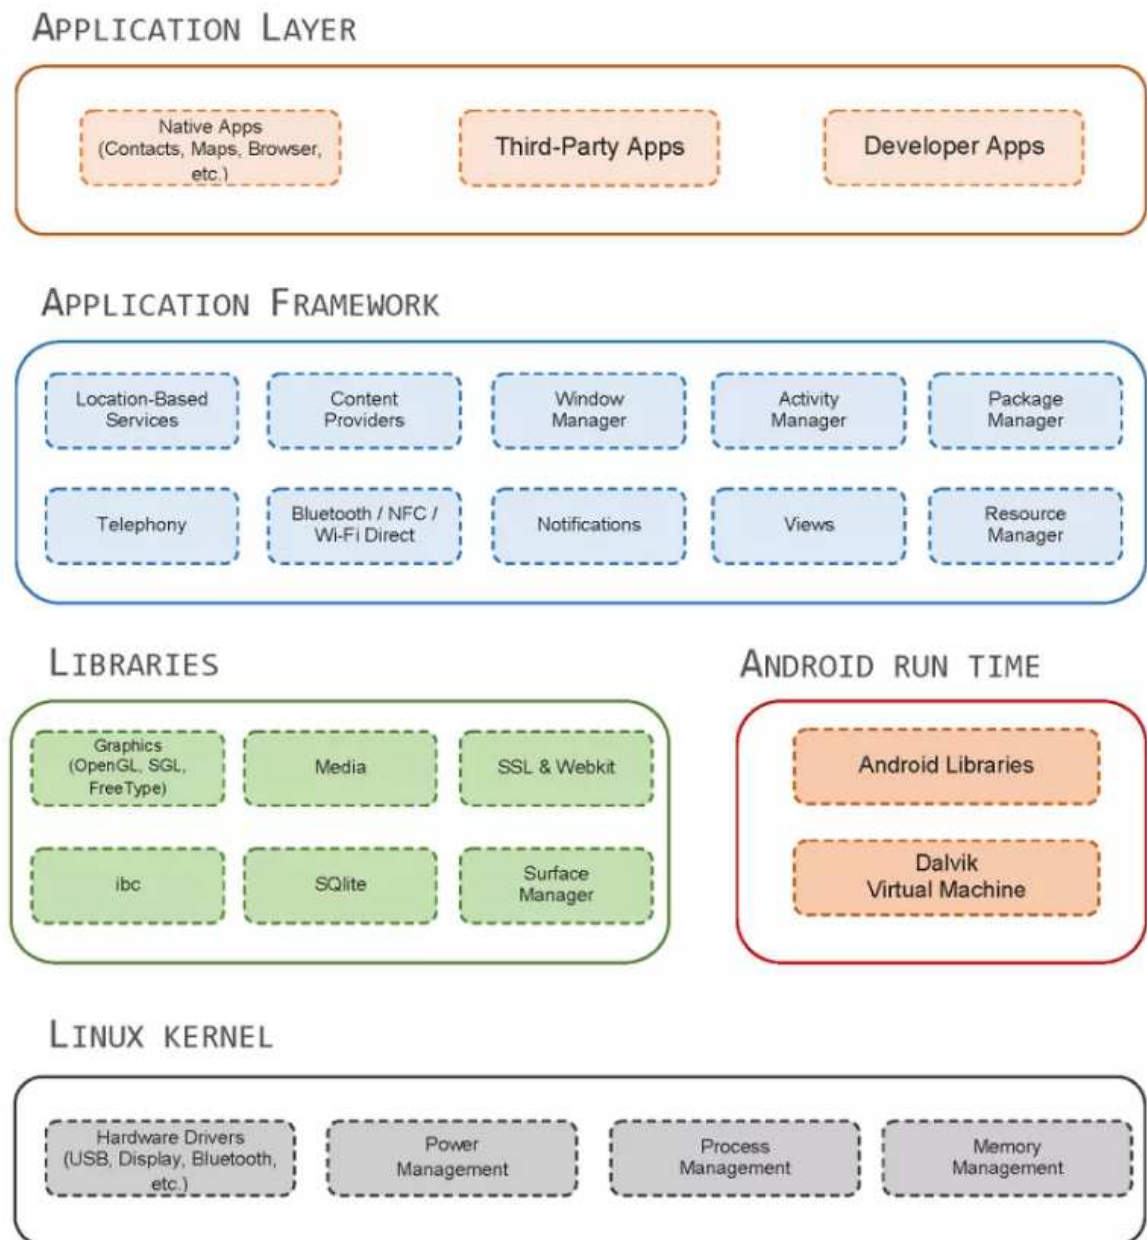 APPLICATION LAYER
Native Apps
(Contacts, Maps, Browser,
etc.)
Third-Party Apps
Developer Apps
APPLICATION FRAMEWORK
Location-Based
Services
Content
Providers
Window
Manager
Activity
Manager
Package
Manager
Telephony
Bluetooth / NFC /
Wi-Fi Direct
Notifications
Views
Resource
Manager
LIBRARIES
Graphics
(OpenGL, SGL,
FreeType)
Media
SSL & Webkit
ibc
SQlite
Surface
Manager
ANDROID RUN TIME
Android Libraries
Dalvik
Virtual Machine
LINUX KERNEL
Hardware Drivers
(USB, Display, Bluetooth,
etc.)
Power
Management
Process
Management
Memory
Management